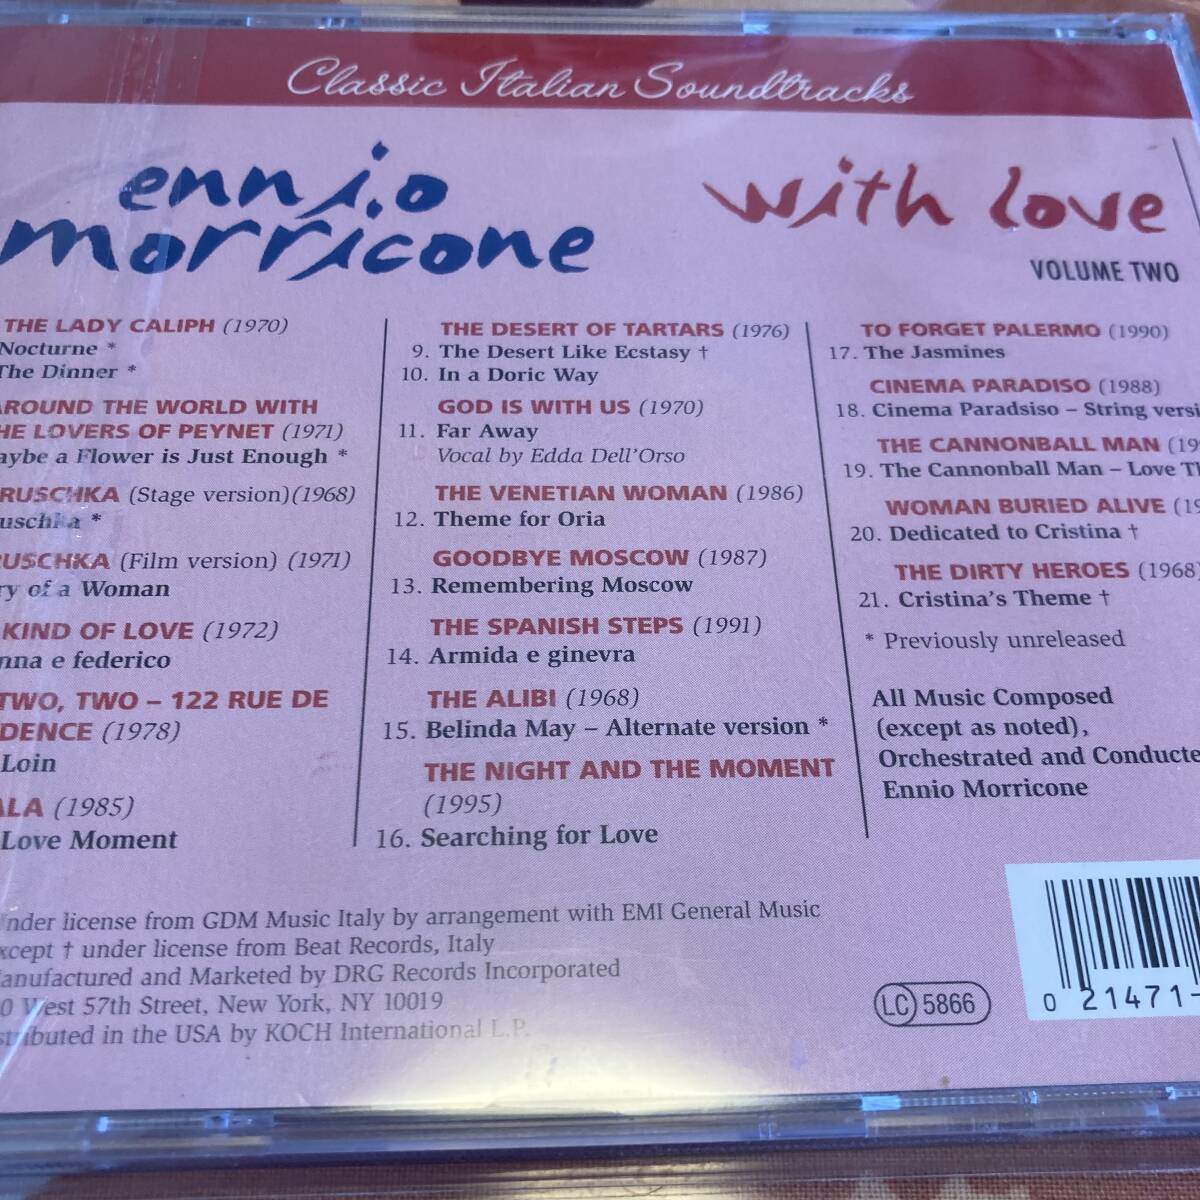 Classic Italian Soundtracks
ennio
morricone
with love
VOLUME TWO
THE LADY CALIPH (1970)
Nocturne *
The Dinner *
AROUND THE WORLD WITH
THE LOVERS OF PEYNET (1971)
aybe a Flower is Just Enough *
RUSCHKA (Stage version)(1968)
uschka *
RUSCHKA (Film version) (1971)
ry of a Woman
KIND OF LOVE (1972)
nna e federico
TWO, TWO – 122 RUE DE
DENCE (1978)
Loin
ALA (1985)
Love Moment
THE DESERT OF TARTARS (1976)
9. The Desert Like Ecstasy †
10. In a Doric Way
GOD IS WITH US (1970)
11. Far Away
Vocal by Edda Dell'Orso
THE VENETIAN WOMAN (1986)
12. Theme for Oria
GOODBYE MOSCOW (1987)
13. Remembering Moscow
THE SPANISH STEPS (1991)
14. Armida e ginevra
THE ALIBI (1968)
15. Belinda May – Alternate version *
THE NIGHT AND THE MOMENT
(1995)
16. Searching for Love
TO FORGET PALERMO (1990)
17. The Jasmines
CINEMA PARADISO (1988)
18. Cinema Paradsiso – String versi
THE CANNONBALL MAN (19
19. The Cannonball Man – Love Th
WOMAN BURIED ALIVE (19
20. Dedicated to Cristina †
THE DIRTY HEROES (1968)
21. Cristina's Theme †
* Previously unreleased
All Music Composed
(except as noted),
Orchestrated and Conducte
Ennio Morricone
Under license from GDM Music Italy by arrangement with EMI General Music
xcept † under license from Beat Records, Italy
Manufactured and Marketed by DRG Records Incorporated
0 West 57th Street, New York, NY 10019
stributed in the USA by KOCH International L.P.
LC 5866
0 21471-